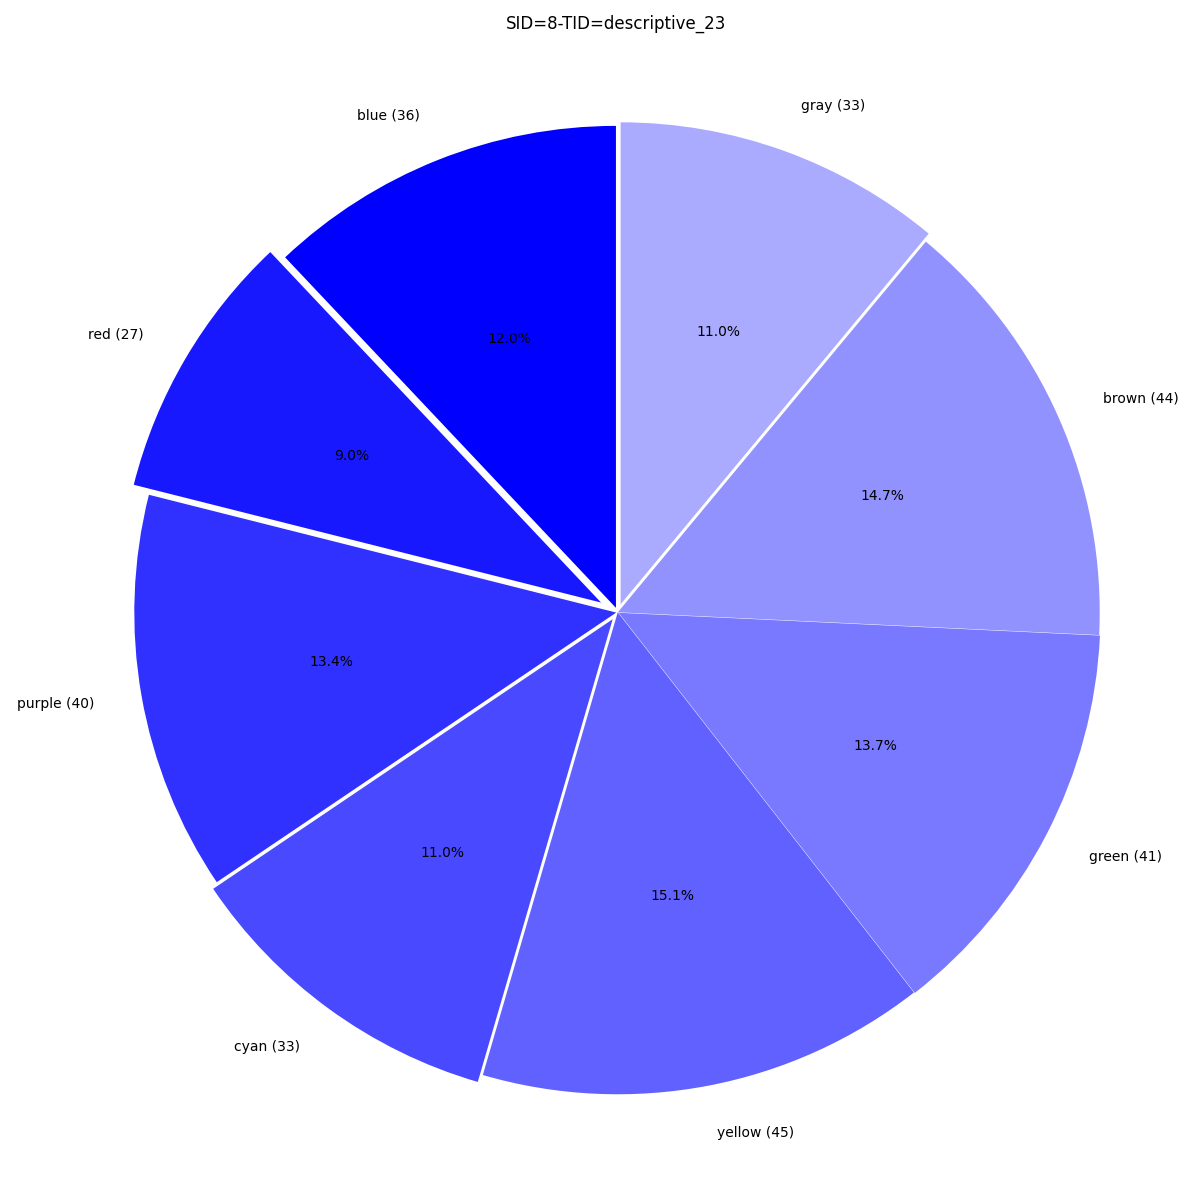 SID=8-TID=descriptive_23
gray (33)
blue (36)
red (27)
12.0%
11.0%
brown (44)
9.0%
14.7%
13.4%
purple (40)
13.7%
11.0%
green (41)
15.1%
cyan (33)
yellow (45)